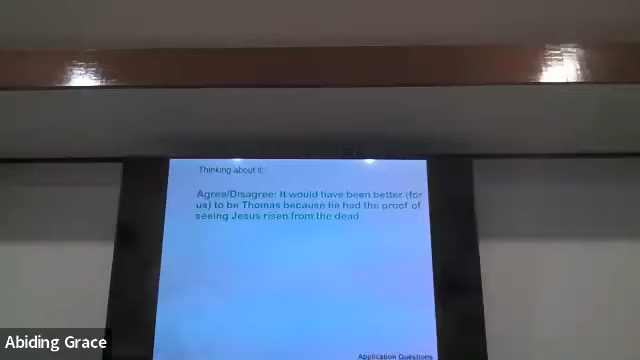 Thinking about it:
Agree/Disagree: It would have been better (for
us) to be Thomas because he had the proof of
seeing Jesus risen from the dead
Application Questions
Abiding Grace